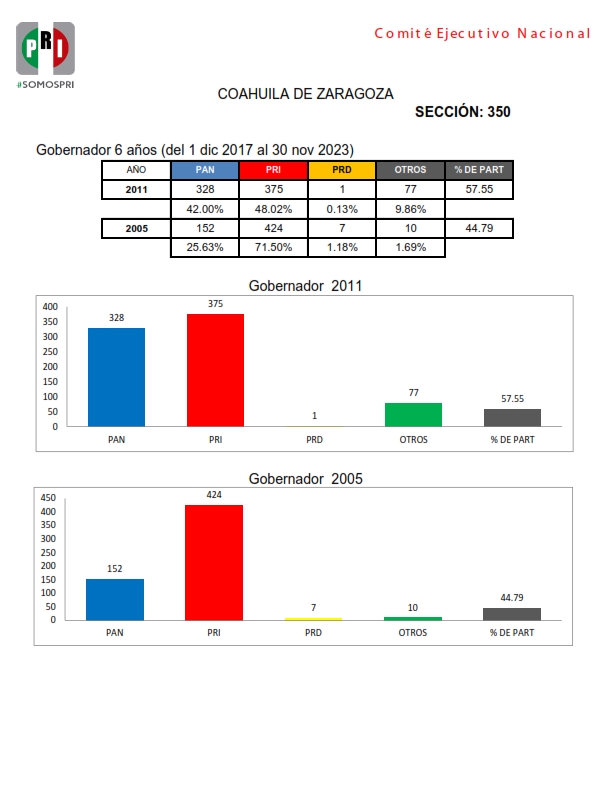 Comité Ejecutivo Nacional
PRI
#SOMOSPRI
COAHUILA DE ZARAGOZA
SECCIÓN: 350
Gobernador 6 años (del 1 dic 2017 al 30 nov 2023)
AÑO PAN PRI PRD OTROS % DE PART
2011 328 375 1 77 57.55
42.00% 48.02% 0.13% 9.86%
2005 152 424 7 10 44.79
25.63% 71.50% 1.18% 1.69%
Gobernador 2011
400
350
300
250
200
150
100
50
0
328
375
1
77
57.55
PAN PRI PRD OTROS % DE PART
Gobernador 2005
450
400
350
300
250
200
150
100
50
0
152
424
7
10
44.79
PAN PRI PRD OTROS % DE PART